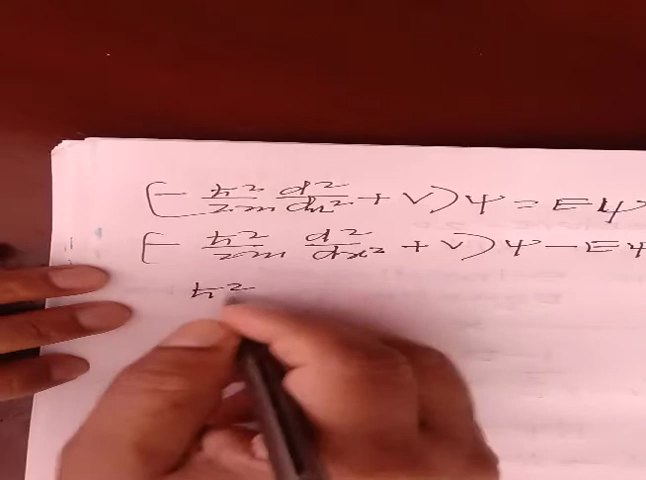 (- ℏ²/2m d²/dx² + V) ψ = Eψ
(- ℏ²/2m d²/dx² + V) ψ - Eψ
ℏ²